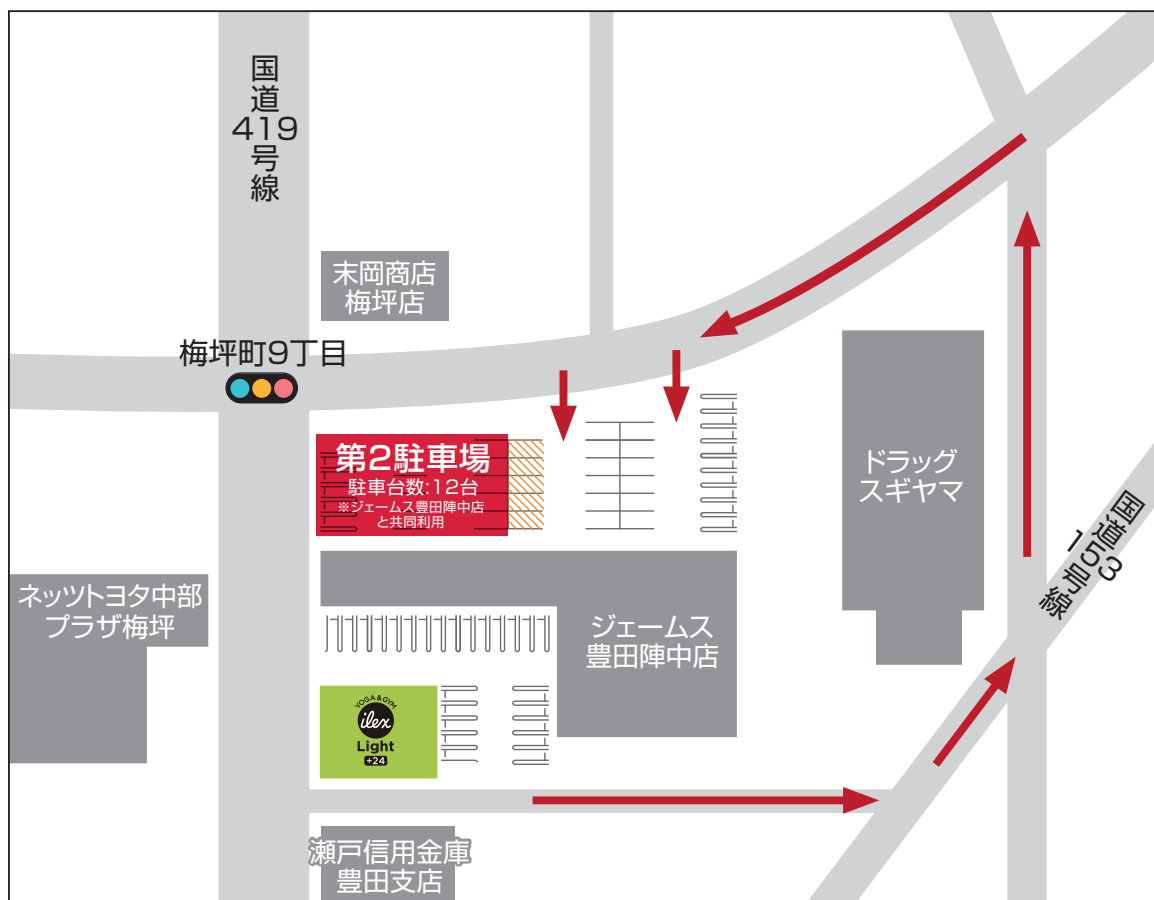 国道
419
号線
末岡商店
梅坪店
梅坪町9丁目
第2駐車場
駐車台数:12台
※ジェームス豊田陣中店
と共同利用
ドラッグ
スギヤマ
国道
153
号線
ネッツトヨタ中部
プラザ梅坪
ジェームス
豊田陣中店
YOGA&GYM
ilex
Light
+24
瀬戸信用金庫
豊田支店